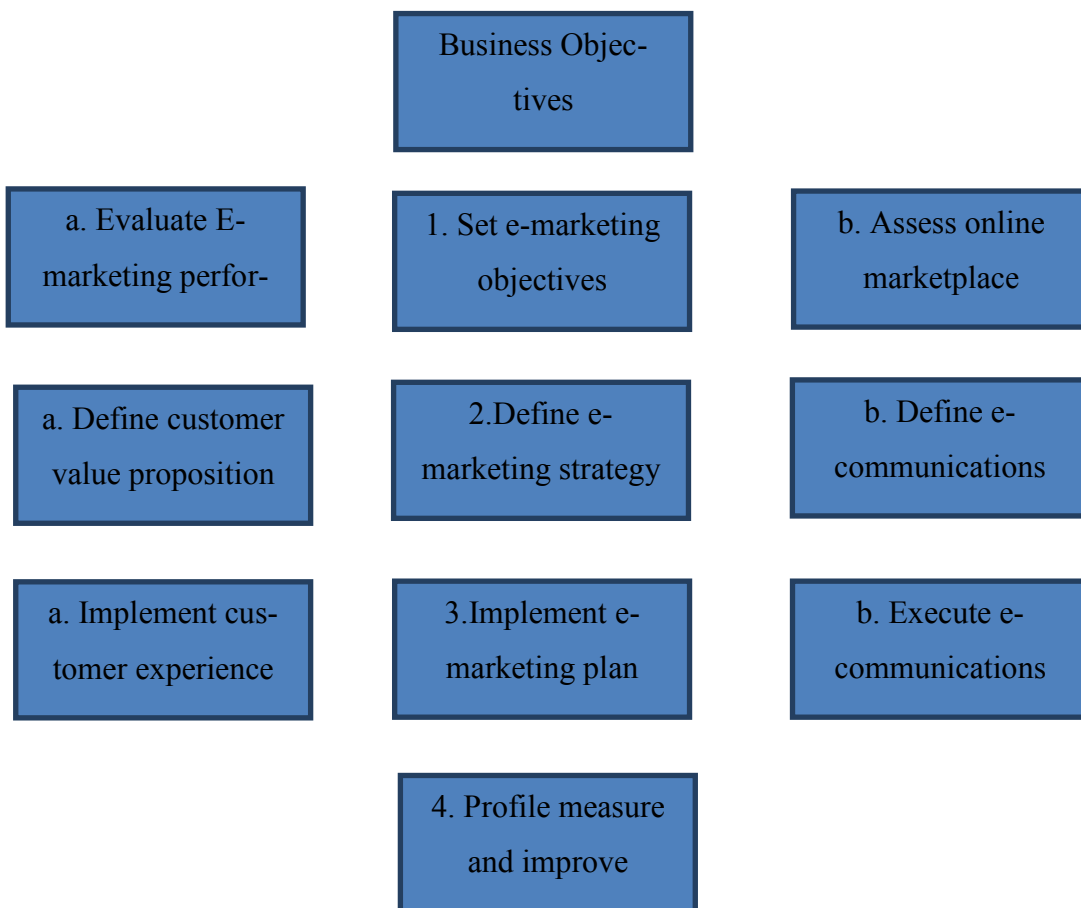 Business Objec-
tives
a. Evaluate E-
marketing perfor-
1. Set e-marketing
objectives
b. Assess online
marketplace
a. Define customer
value proposition
2.Define e-
marketing strategy
b. Define e-
communications
a. Implement cus-
tomer experience
3.Implement e-
marketing plan
b. Execute e-
communications
4. Profile measure
and improve